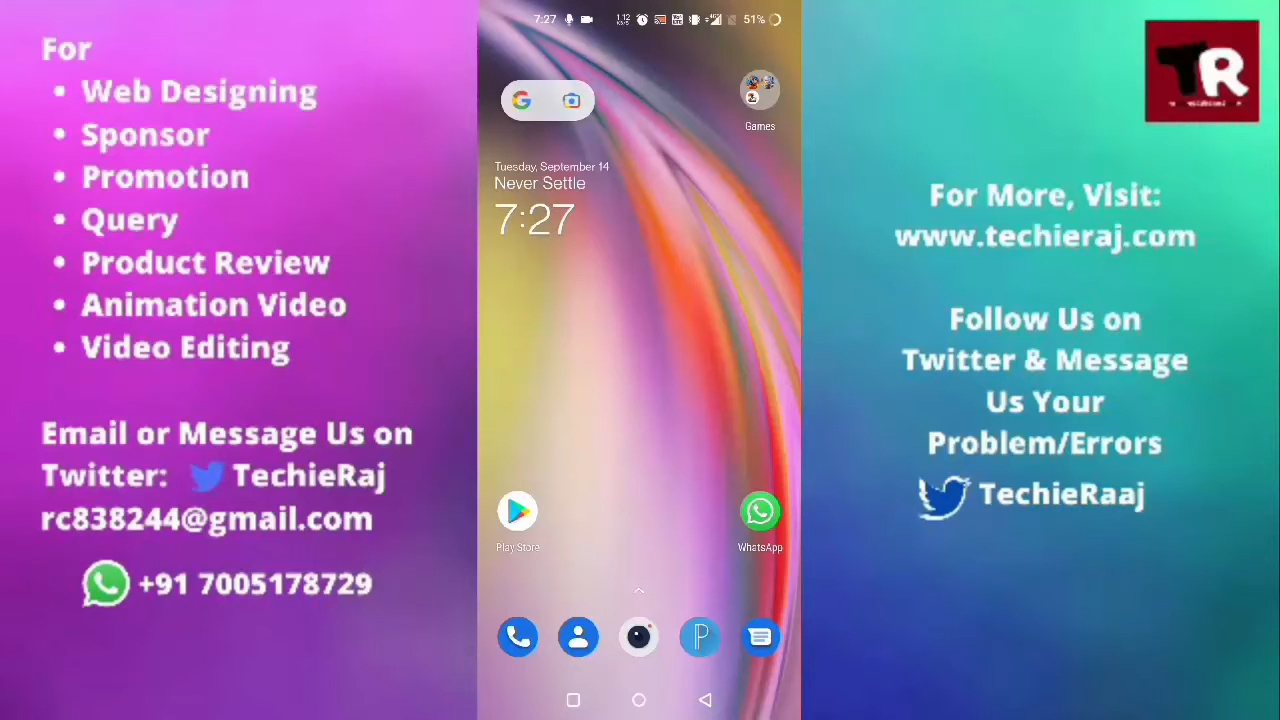 For
• Web Designing
• Sponsor
• Promotion
• Query
• Product Review
• Animation Video
• Video Editing
Email or Message Us on
Twitter: TechieRaj
rc838244@gmail.com
+91 7005178729
7:27
51%
Games
Tuesday, September 14
Never Settle
7:27
Play Store
WhatsApp
TR
For More, Visit:
www.techieraj.com
Follow Us on
Twitter & Message
Us Your
Problem/Errors
TechieRaaj